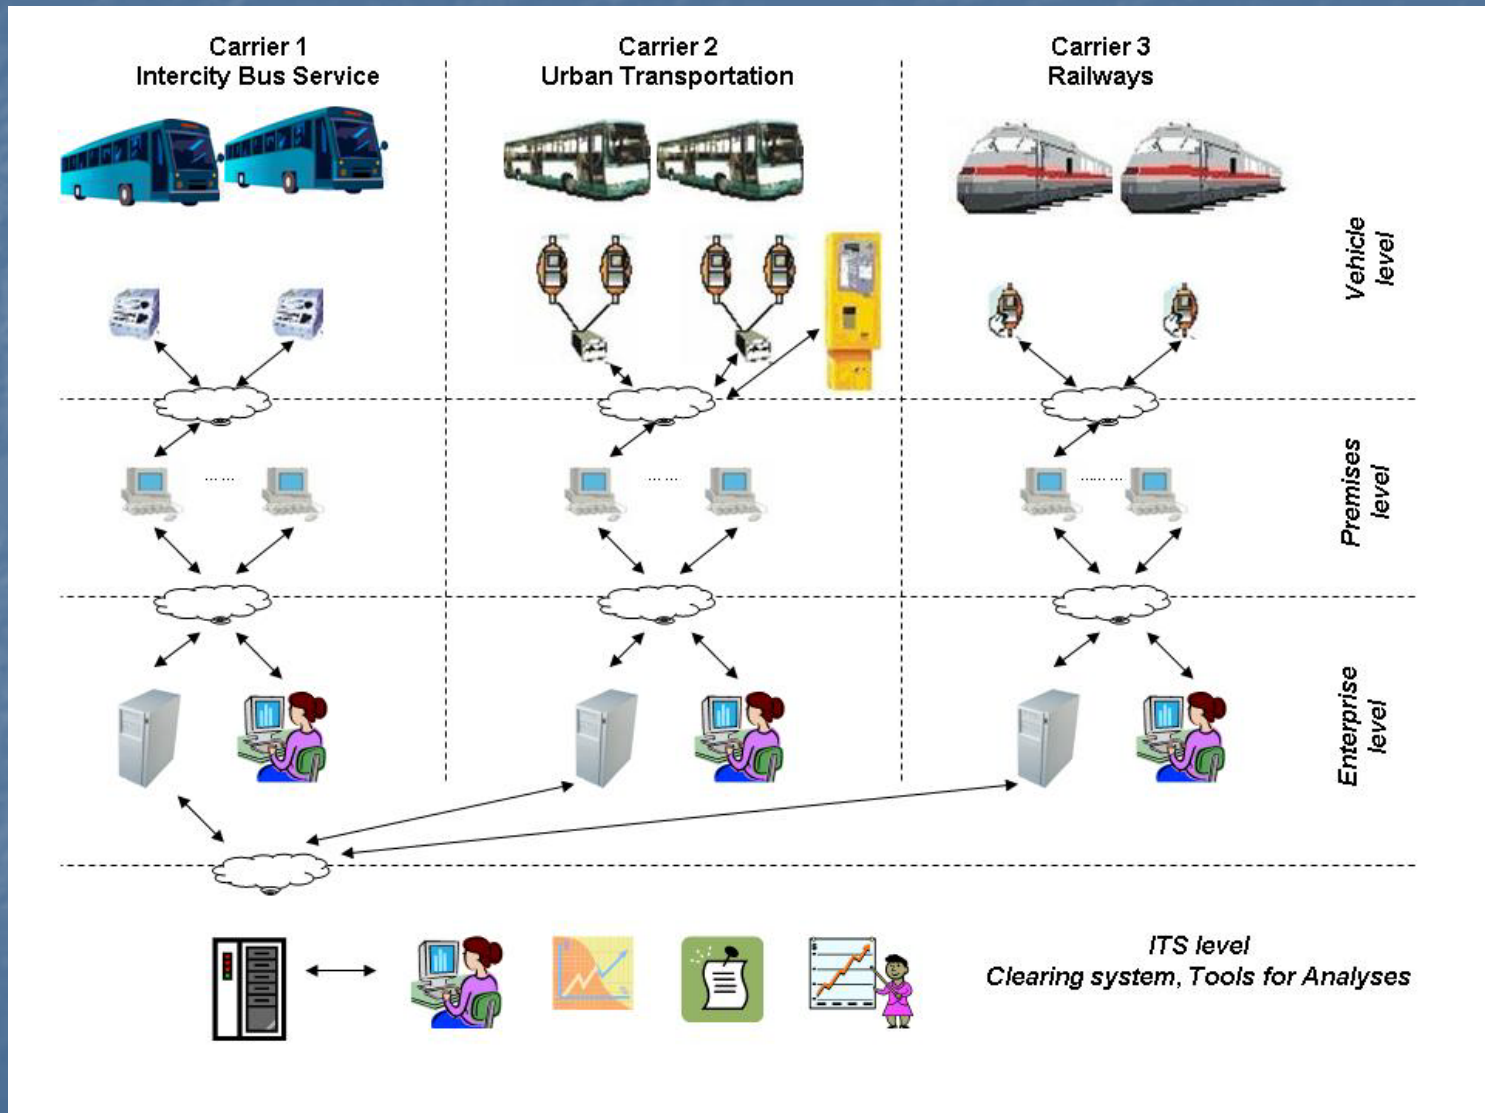 Carrier 1
Intercity Bus Service
Carrier 2
Urban Transportation
Carrier 3
Railways
Vehicle
level
Premises
level
Enterprise
level
ITS level
Clearing system, Tools for Analyses